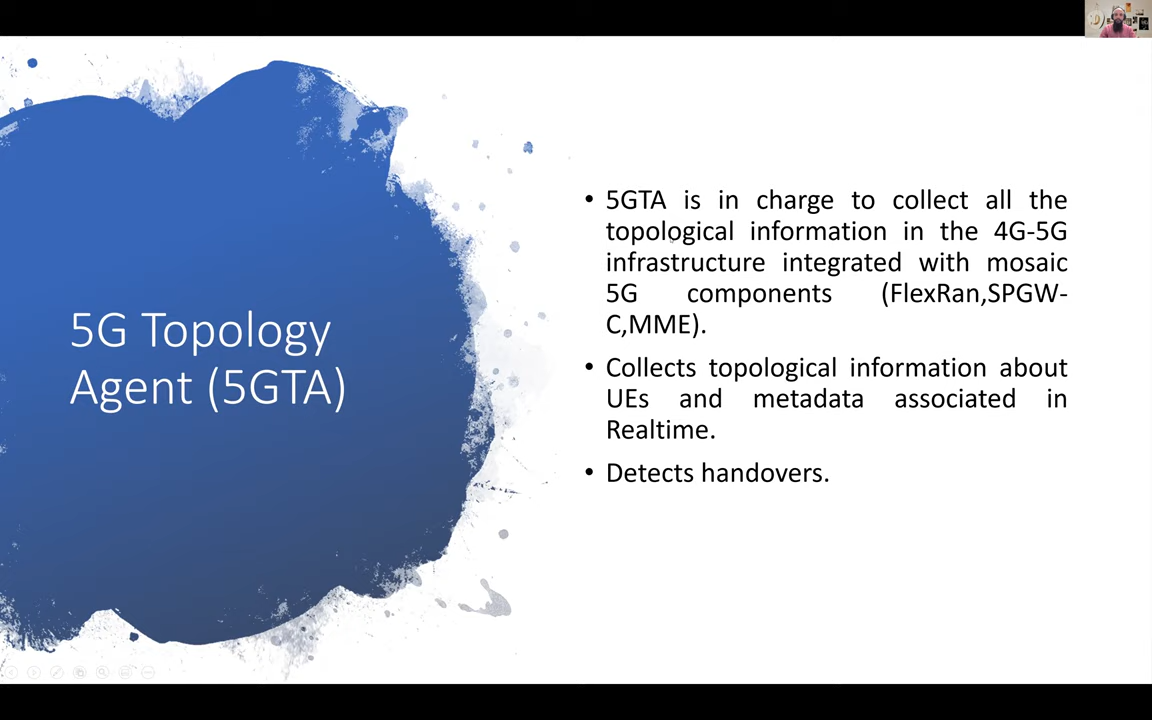 5G Topology
Agent (5GTA)
• 5GTA is in charge to collect all the
topological information in the 4G-5G
infrastructure integrated with mosaic
5G components (FlexRan,SPGW-
C,MME).
• Collects topological information about
UEs and metadata associated in
Realtime.
• Detects handovers.